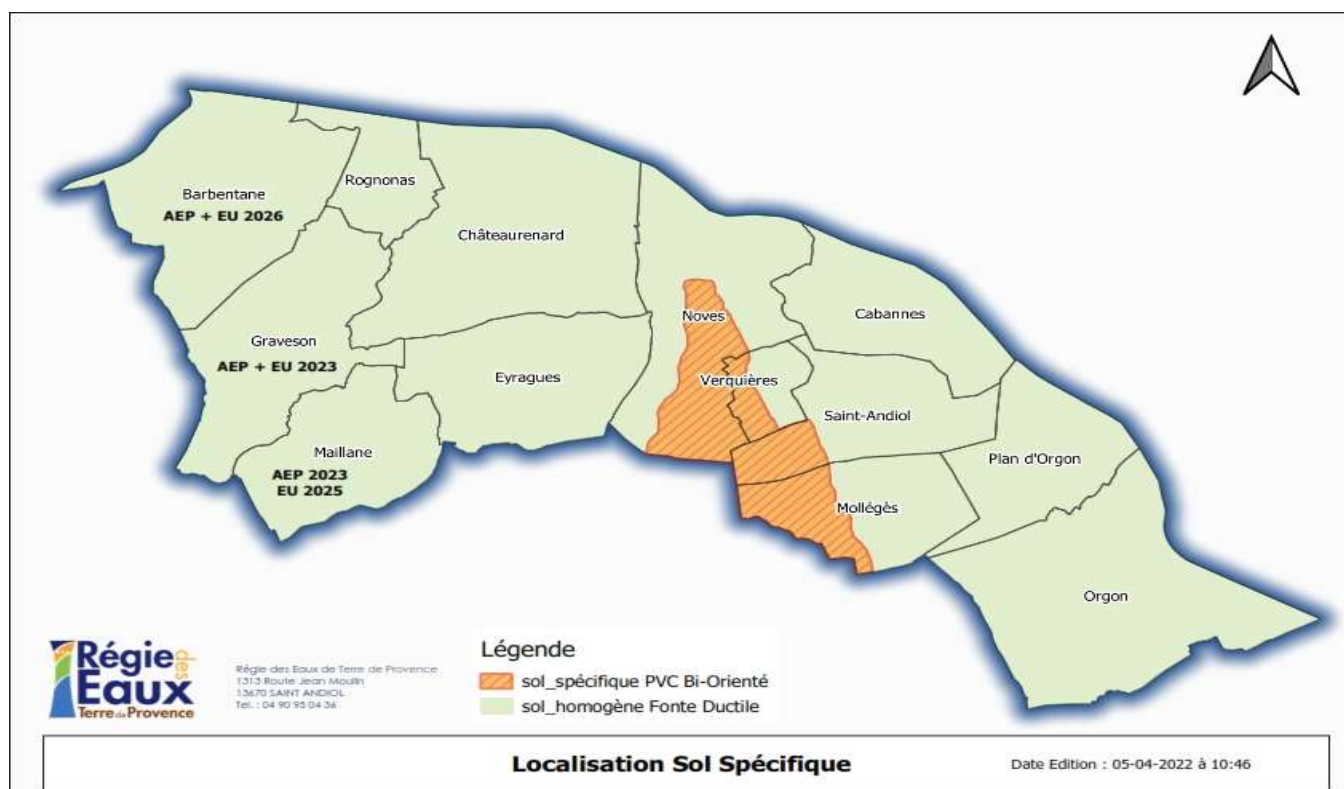 Barbentane
AEP + EU 2026
Rognonas
Châteaurenard
Graveson
AEP + EU 2023
Maillane
AEP 2023
EU 2025
Eyragues
Noves
Verquières
Cabannes
Saint-Andiol
Plan d'Orgon
Mollégès
Orgon
Régie
des
Eaux
Terre de Provence
Régie des Eaux de Terre de Provence
1313 Route Jean Moulin
13670 SAINT ANDIOL
Tel. : 04 90 95 04 36
Légende
sol_spécifique PVC Bi-Orienté
sol_homogène Fonte Ductile
Localisation Sol Spécifique
Date Edition : 05-04-2022 à 10:46